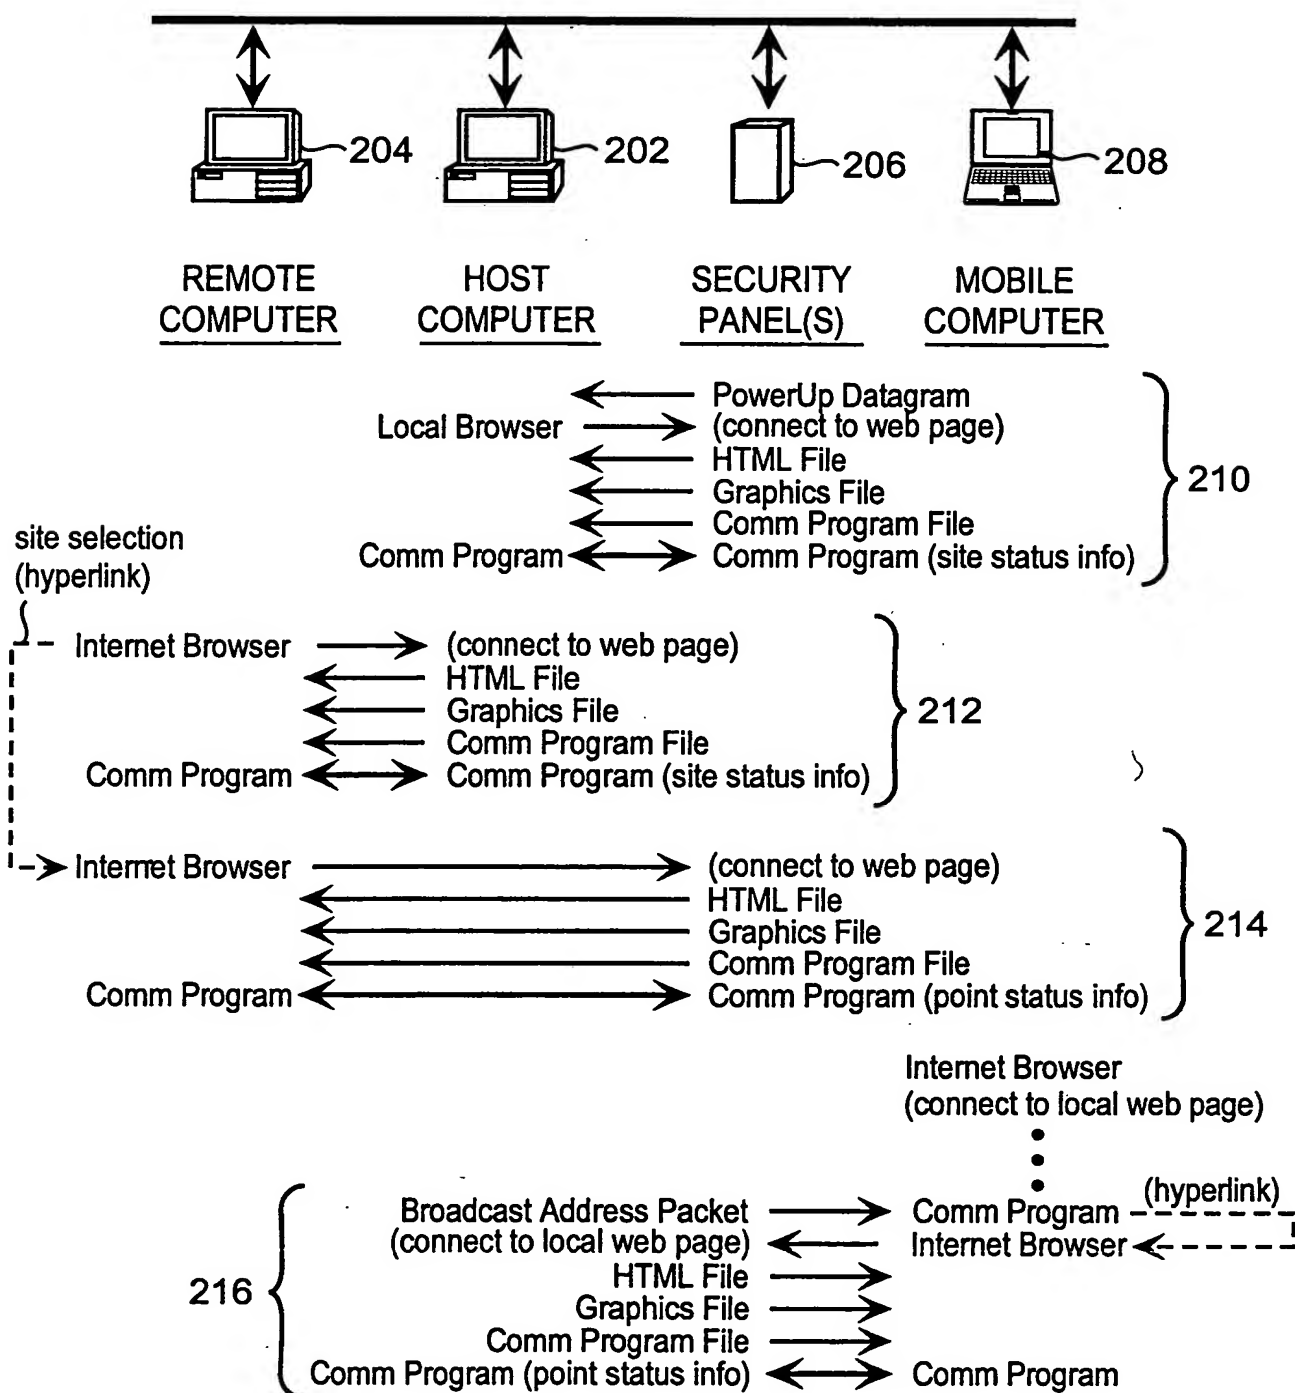 204
202
206
208
REMOTE
COMPUTER
HOST
COMPUTER
SECURITY
PANEL(S)
MOBILE
COMPUTER
PowerUp Datagram
Local Browser (connect to web page)
HTML File
Graphics File
Comm Program File
Comm Program Comm Program (site status info)
210
site selection
(hyperlink)
Internet Browser (connect to web page)
HTML File
Graphics File
Comm Program File
Comm Program Comm Program (site status info)
212
Internet Browser (connect to web page)
HTML File
Graphics File
Comm Program File
Comm Program Comm Program (point status info)
214
Internet Browser
(connect to local web page)
Broadcast Address Packet Comm Program (hyperlink)
(connect to local web page) Internet Browser
HTML File
Graphics File
Comm Program File
Comm Program (point status info) Comm Program
216